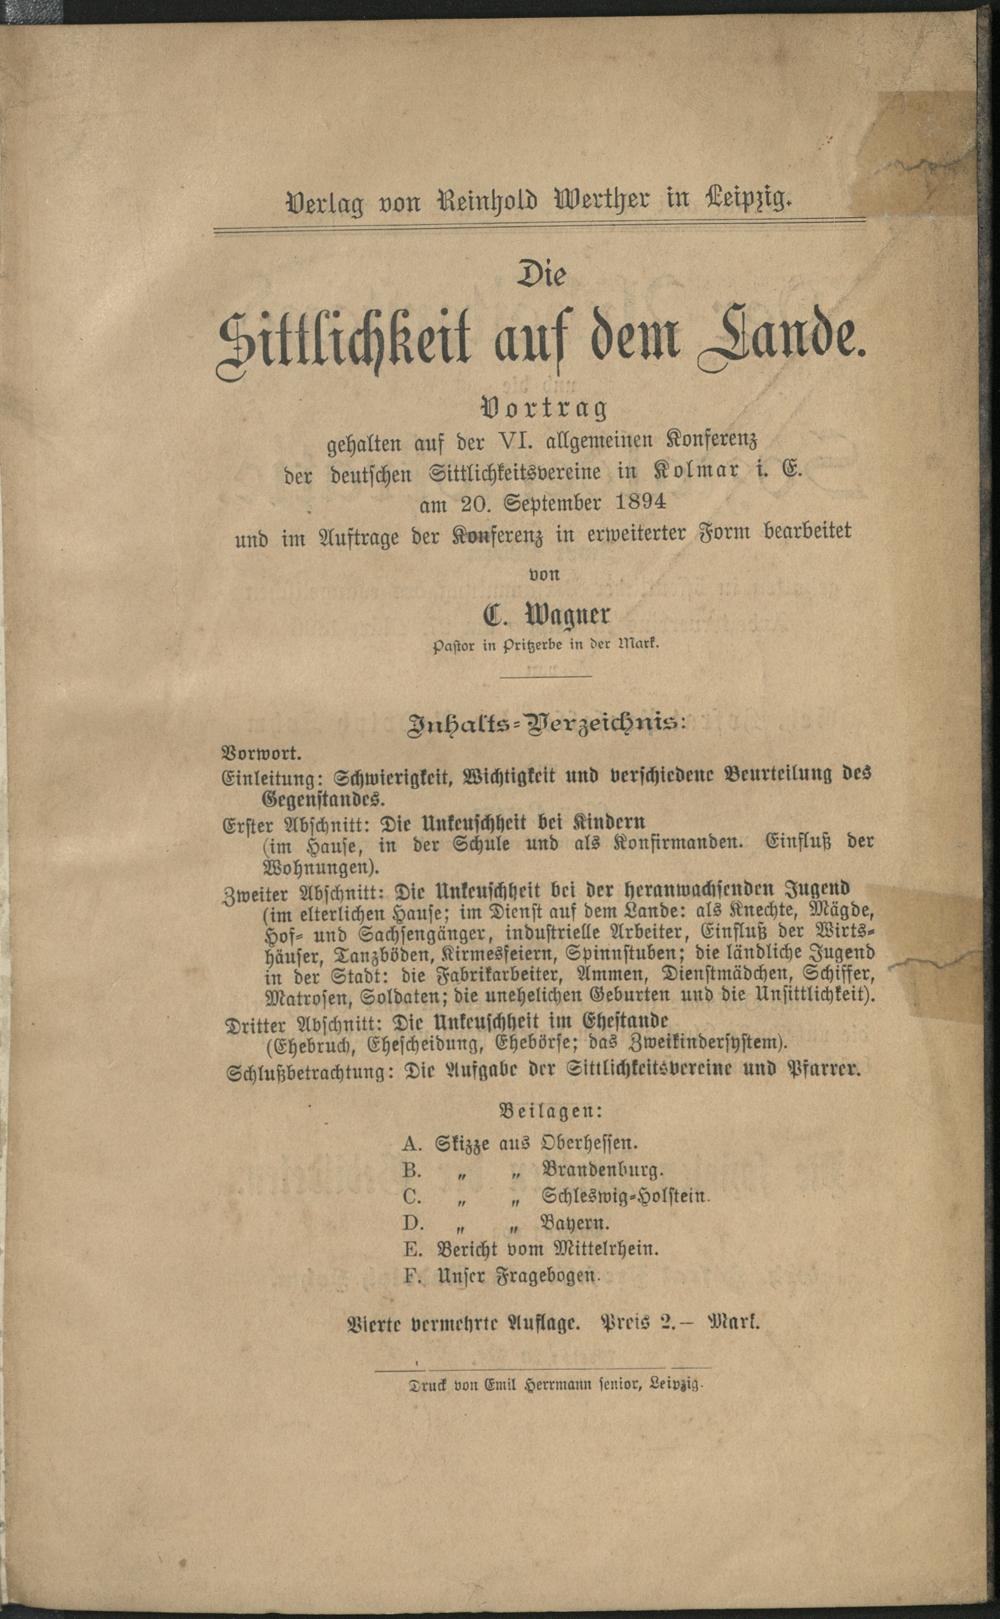 Verlag von Reinhold Werther in Leipzig.
Die
Sittlichkeit auf dem Lande.
Vortrag
gehalten auf der VI. allgemeinen Konferenz
der deutschen Sittlichkeitsvereine in Kolmar i. E.
am 20. September 1894
und im Auftrage der Konferenz in erweiterter Form bearbeitet
von
C. Wagner
Pastor in Pritzerbe in der Mark.
Inhalts-Verzeichnis:
Vorwort.
Einleitung: Schwierigkeit, Wichtigkeit und verschiedene Beurteilung des
Gegenstandes.
Erster Abschnitt: Die Unkeuschheit bei Kindern
(im Hause, in der Schule und als Konfirmanden. Einfluß der
Wohnungen).
Zweiter Abschnitt: Die Unkeuschheit bei der heranwachsenden Jugend
(im elterlichen Hause; im Dienst auf dem Lande: als Knechte, Mägde,
Hof- und Sachsengänger, industrielle Arbeiter, Einfluß der Wirts-
häuser, Tanzböden, Kirmesfeiern, Spinnstuben; die ländliche Jugend
in der Stadt: die Fabrikarbeiter, Ammen, Dienstmädchen, Schiffer,
Matrosen, Soldaten; die unehelichen Geburten und die Unsittlichkeit).
Dritter Abschnitt: Die Unkeuschheit im Ehestande
(Ehebruch, Ehescheidung, Ehebörse; das Zweikindersystem).
Schlußbetrachtung: Die Aufgabe der Sittlichkeitsvereine und Pfarrer.
Beilagen:
A. Skizze aus Oberhessen.
B. „ „ Brandenburg.
C. „ „ Schleswig-Holstein.
D. „ „ Bayern.
E. Bericht vom Mittelrhein.
F. Unser Fragebogen.
Vierte vermehrte Auflage. Preis 2.— Mark.
Druck von Emil Herrmann senior, Leipzig.